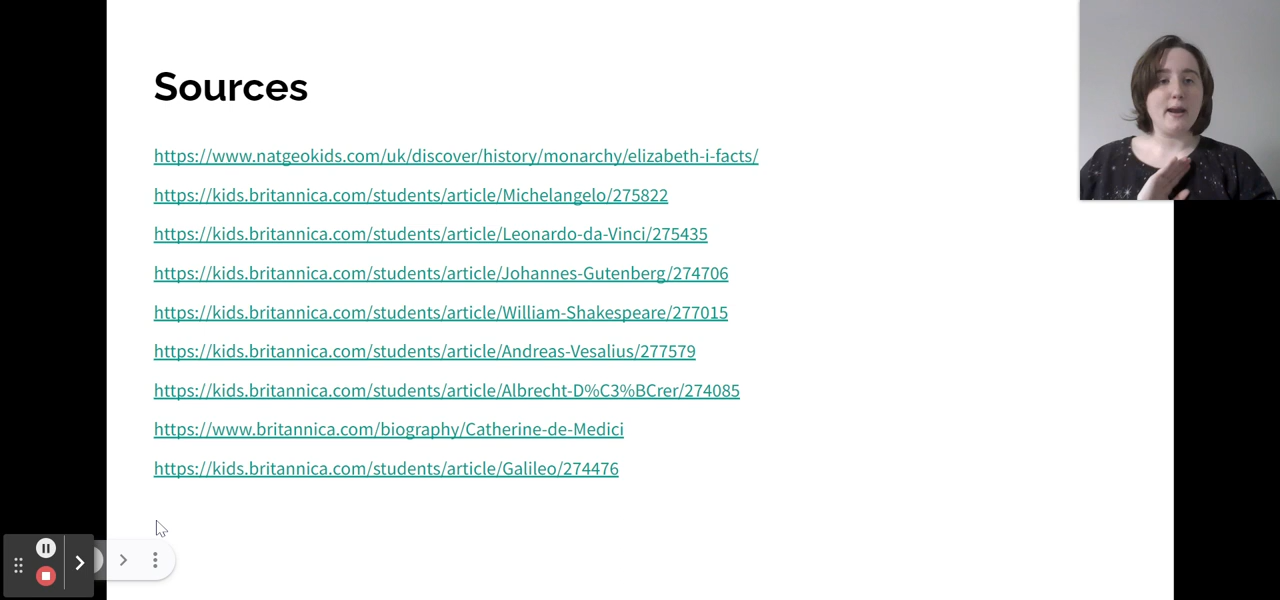 Sources
https://www.natgeokids.com/uk/discover/history/monarchy/elizabeth-i-facts/
https://kids.britannica.com/students/article/Michelangelo/275822
https://kids.britannica.com/students/article/Leonardo-da-Vinci/275435
https://kids.britannica.com/students/article/Johannes-Gutenberg/274706
https://kids.britannica.com/students/article/William-Shakespeare/277015
https://kids.britannica.com/students/article/Andreas-Vesalius/277579
https://kids.britannica.com/students/article/Albrecht-D%C3%BCrer/274085
https://www.britannica.com/biography/Catherine-de-Medici
https://kids.britannica.com/students/article/Galileo/274476